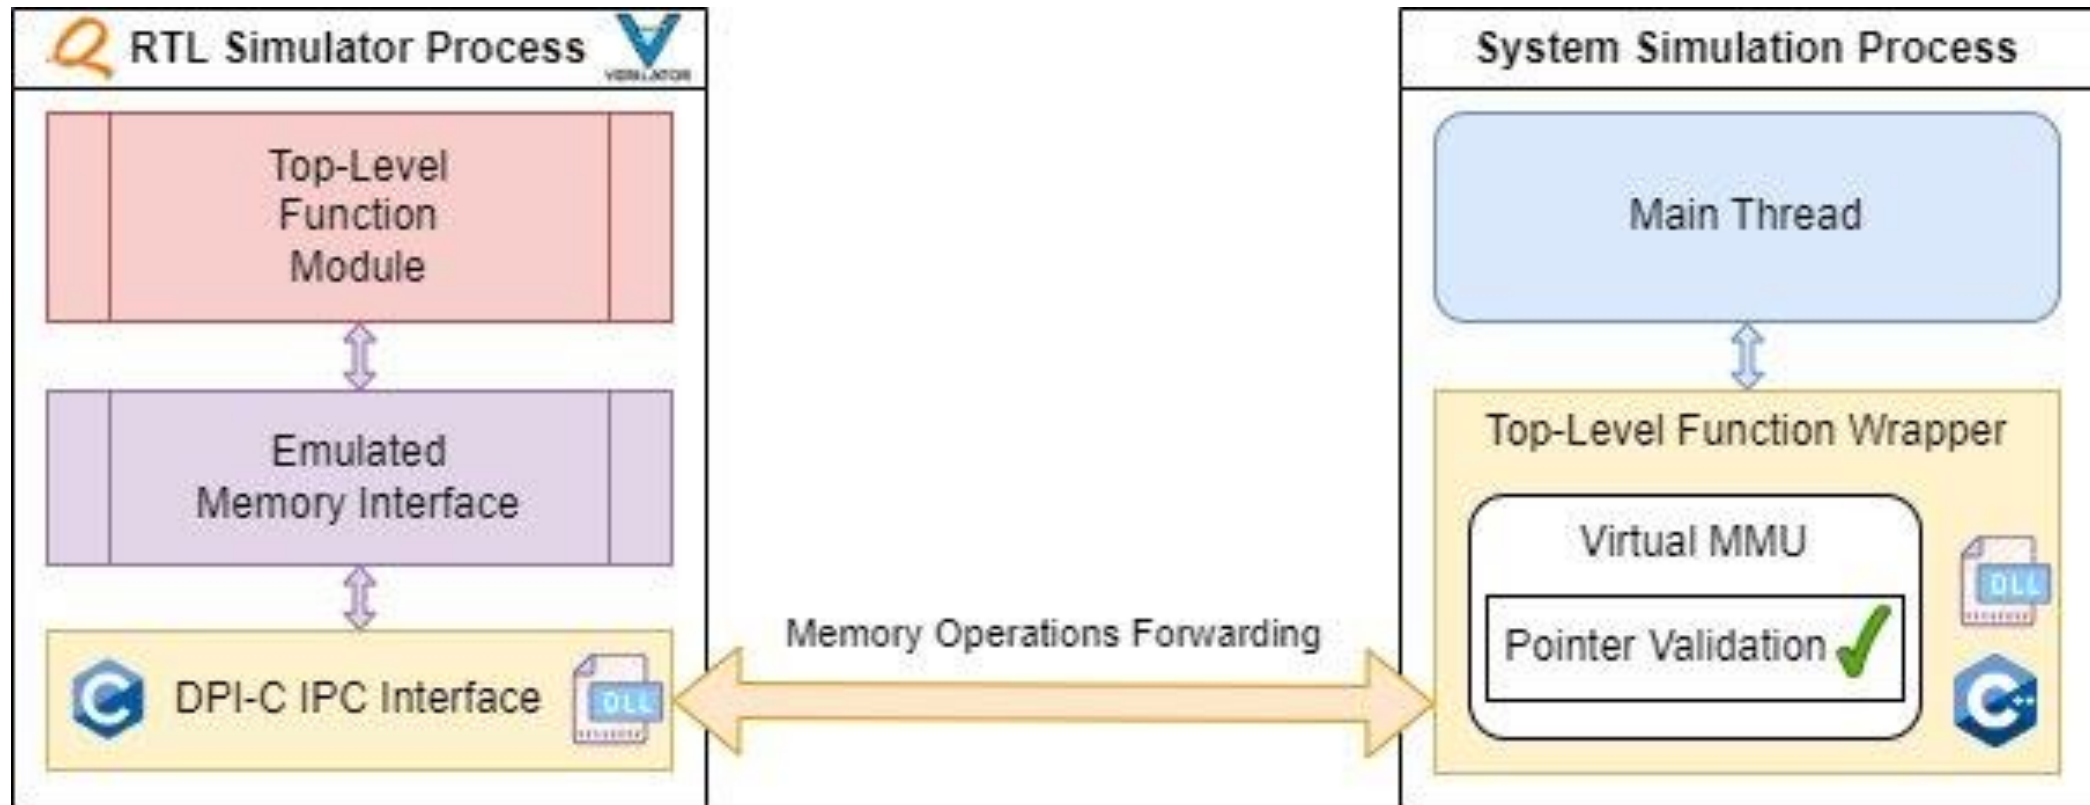 RTL Simulator Process
VERILATOR
Top-Level
Function
Module
Emulated
Memory Interface
C
DPI-C IPC Interface
DLL
Memory Operations Forwarding
System Simulation Process
Main Thread
Top-Level Function Wrapper
Virtual MMU
Pointer Validation
DLL
C++